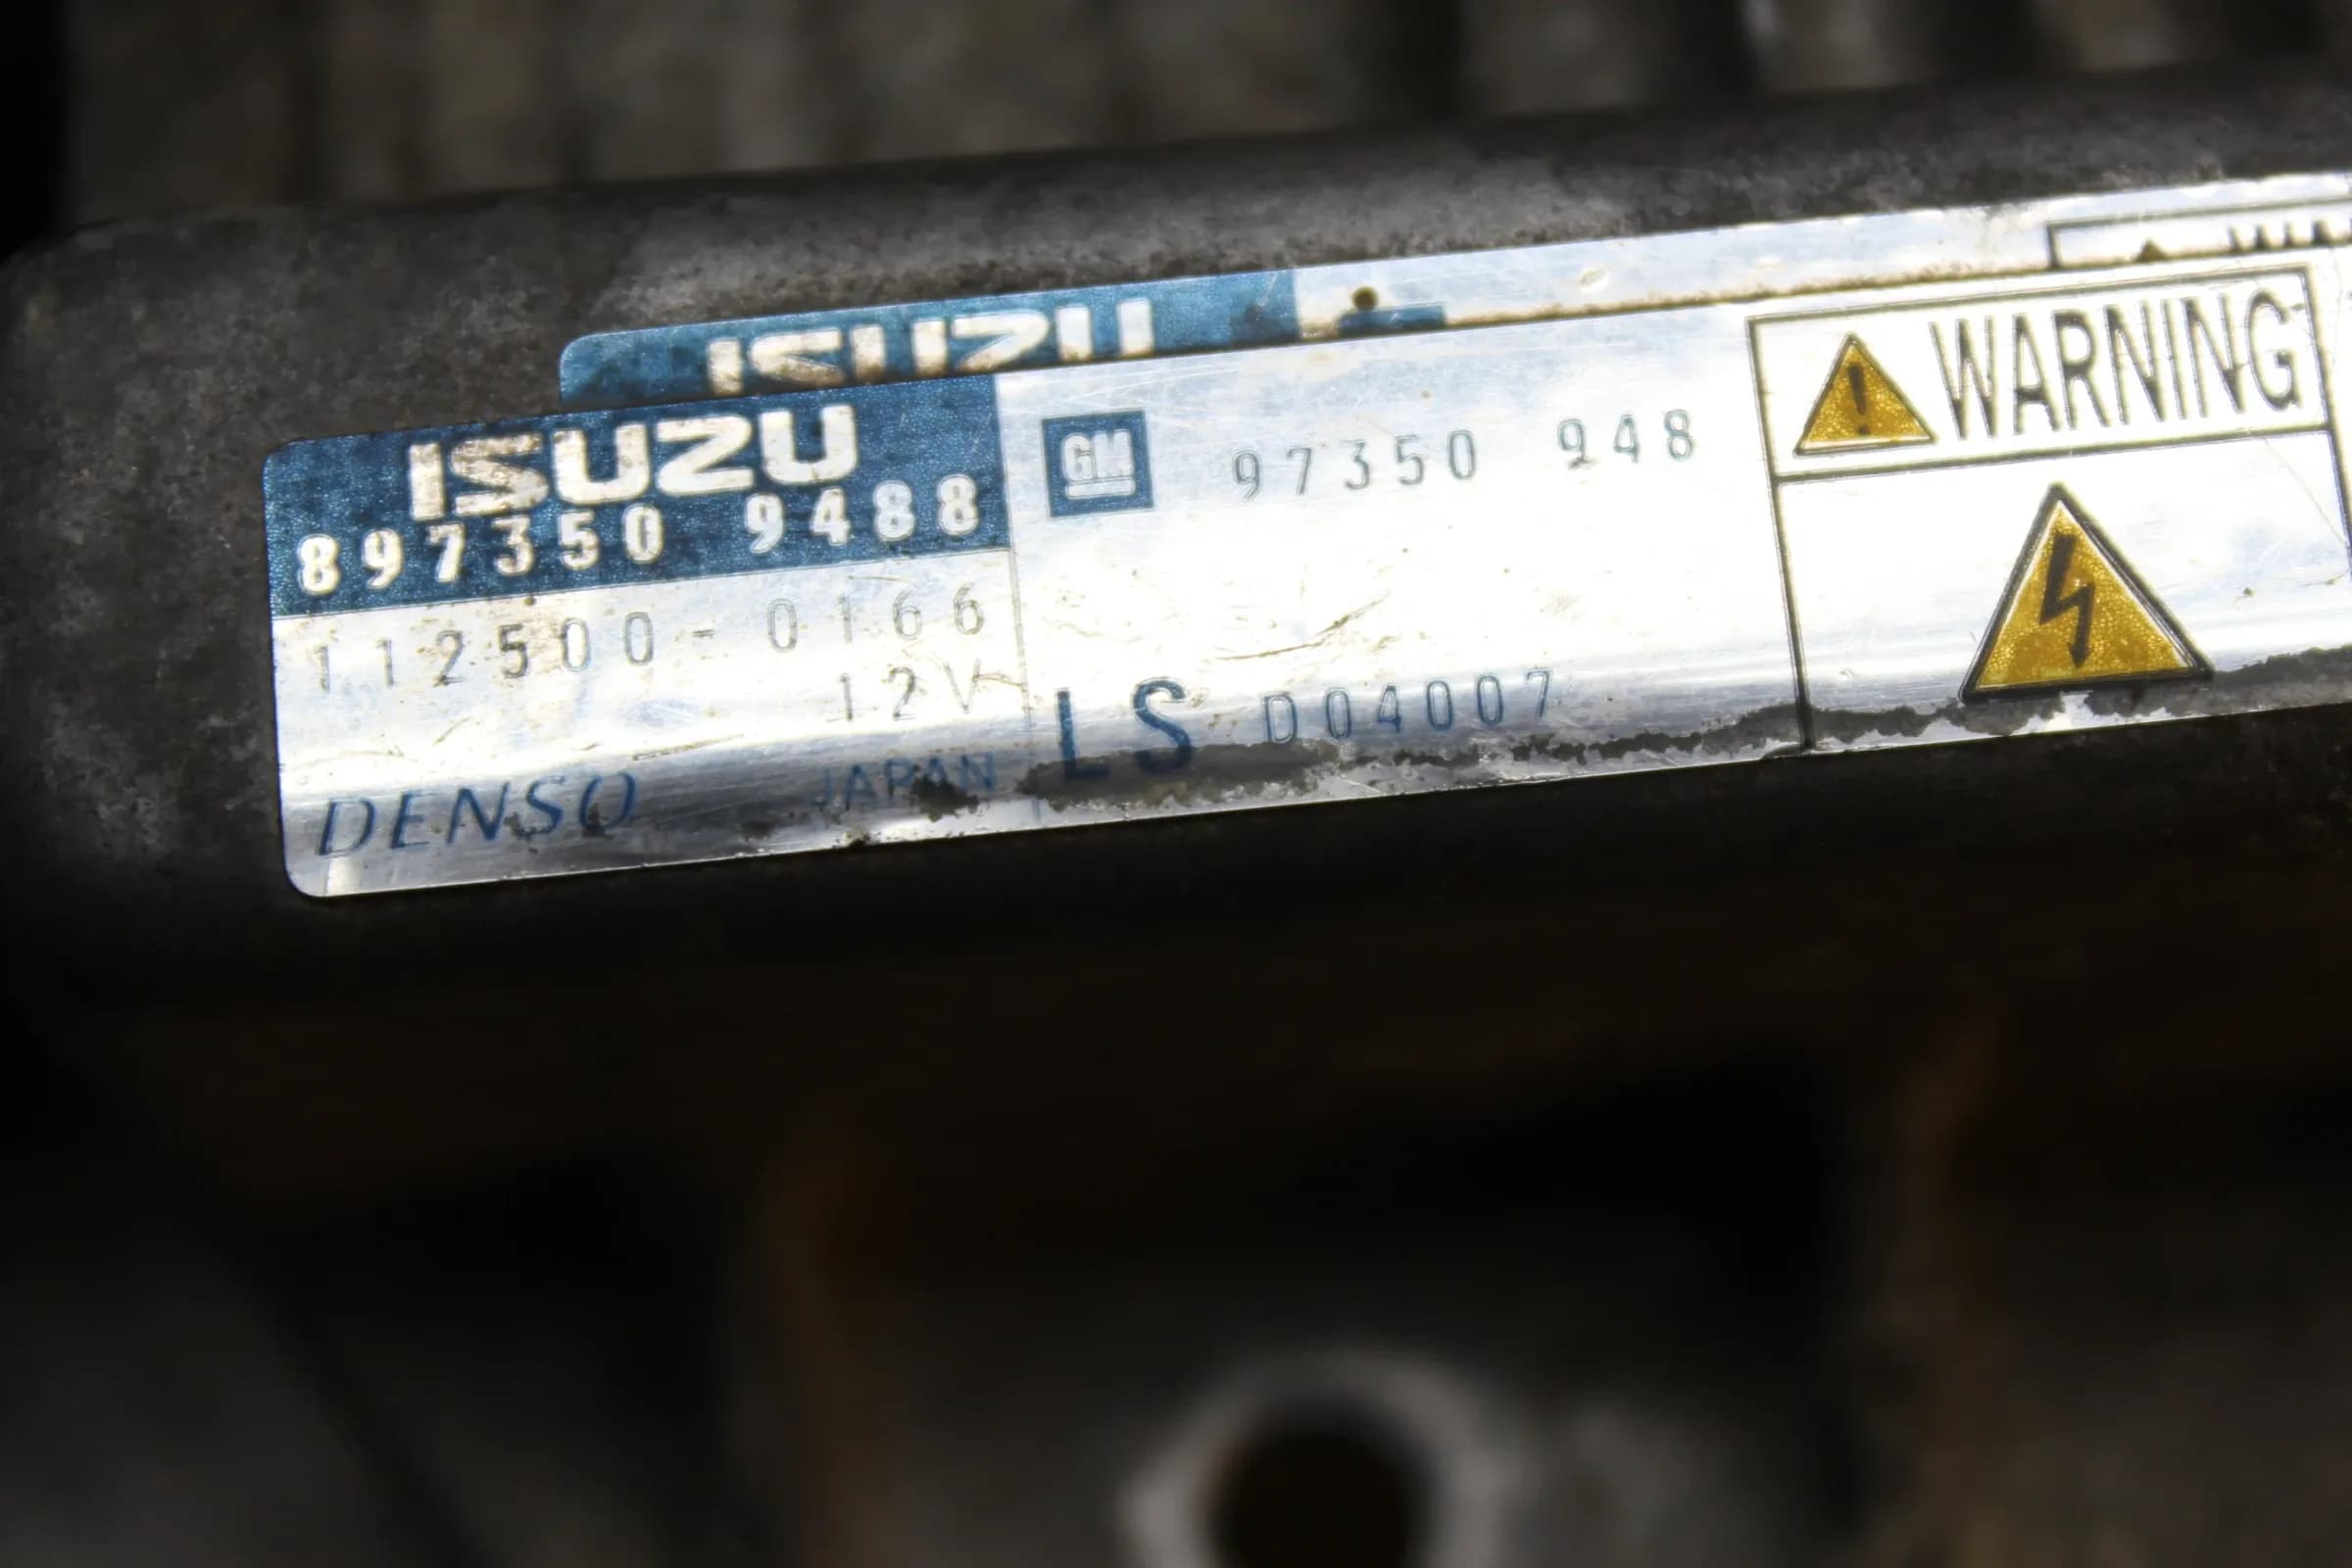 ISUZU
ISUZU
897350 9488
112500-0166
12V
DENSO JAPAN
GM 97350 948
LS D04007
WARNING